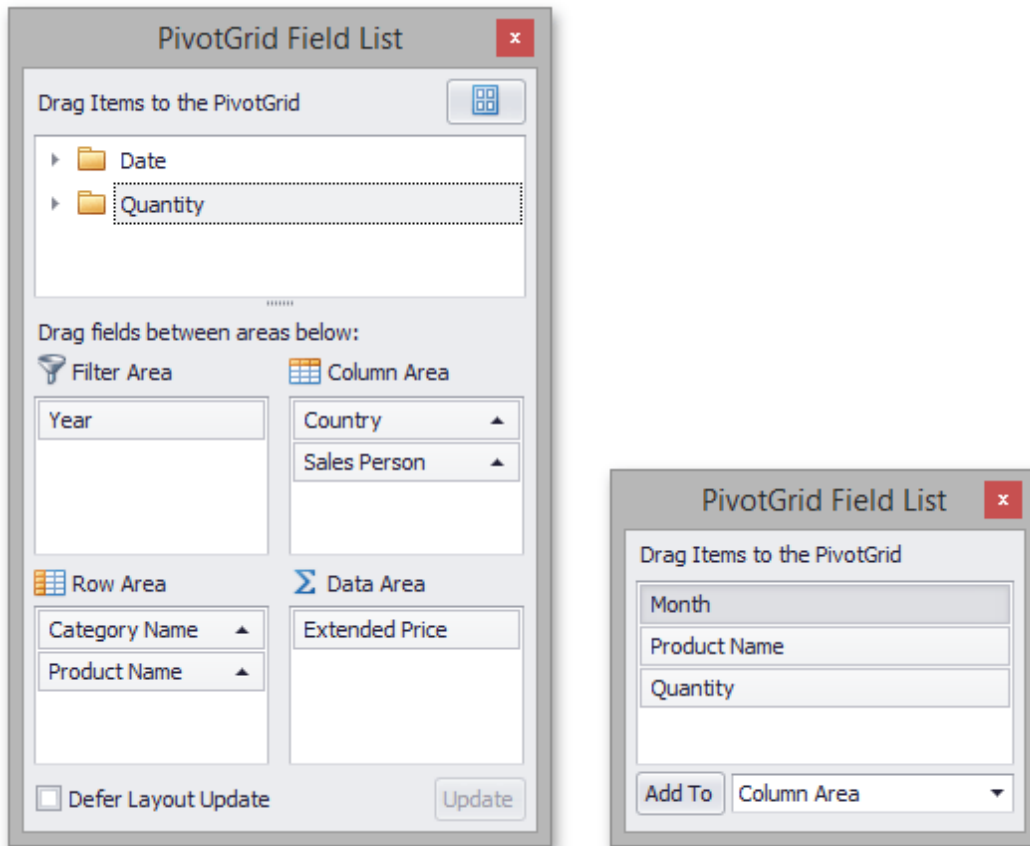 PivotGrid Field List
x
Drag Items to the PivotGrid
Date
Quantity
Drag fields between areas below:
Filter Area
Year
Column Area
Country
Sales Person
Row Area
Category Name
Product Name
Σ Data Area
Extended Price
Defer Layout Update
Update
PivotGrid Field List
x
Drag Items to the PivotGrid
Month
Product Name
Quantity
Add To
Column Area